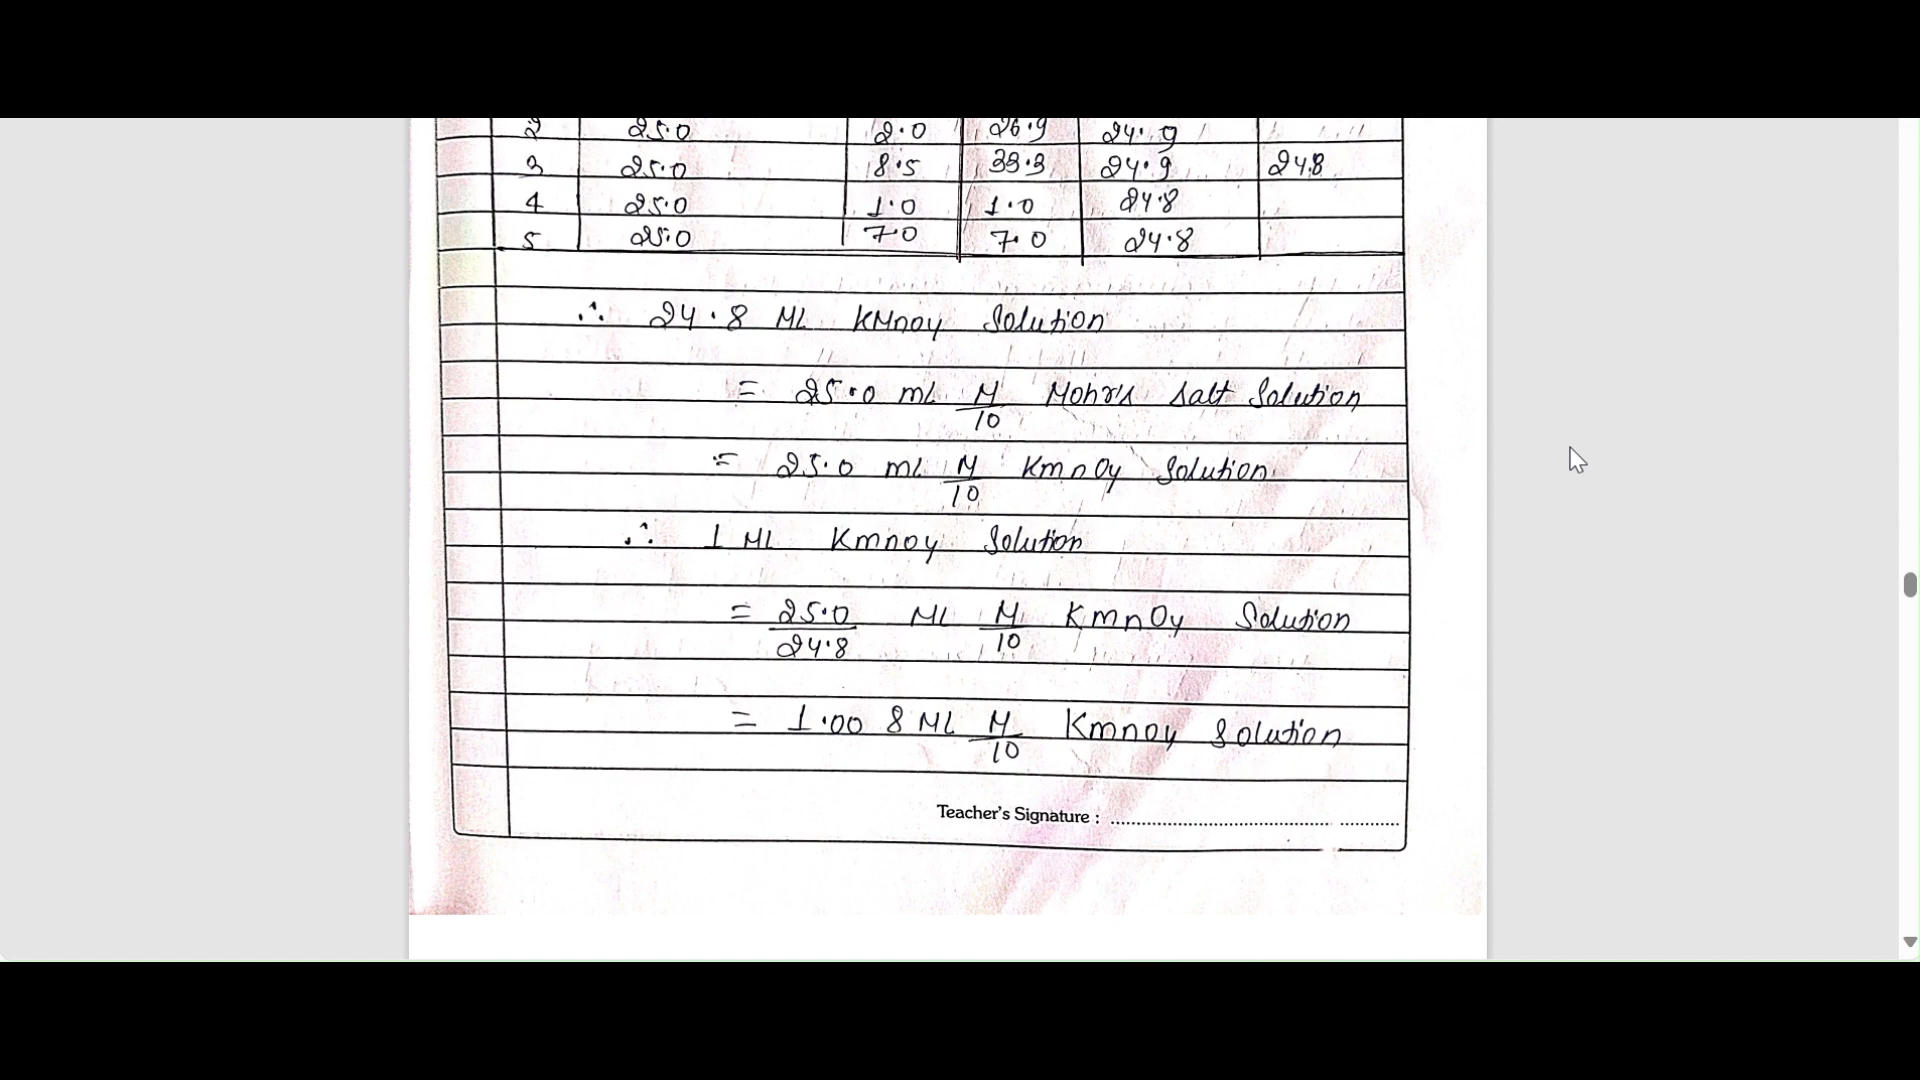 2 25.0 2.0 26.9 24.9
3 25.0 8.5 33.3 24.9 24.8
4 25.0 1.0 1.0 24.8
5 25.0 7.0 7.0 24.8
∴ 24.8 ML KMnO4 Solution
= 25.0 mL M/10 Mohr's salt Solution
= 25.0 mL M/10 KmnO4 Solution
∴ 1 ML Kmno4 Solution
= 25.0/24.8 ML M/10 KmnO4 Solution
= 1.008 ML M/10 Kmno4 Solution
Teacher's Signature : ................................................